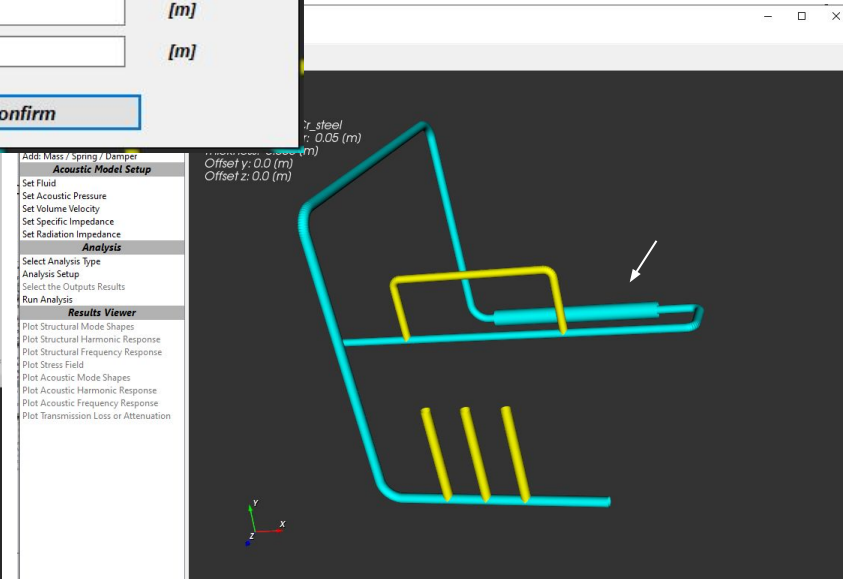 [m]
[m]
onfirm
r_steel
r: 0.05 (m)
(m)
Offset y: 0.0 (m)
Offset z: 0.0 (m)
Add: Mass / Spring / Damper
Acoustic Model Setup
Set Fluid
Set Acoustic Pressure
Set Volume Velocity
Set Specific Impedance
Set Radiation Impedance
Analysis
Select Analysis Type
Analysis Setup
Select the Outputs Results
Run Analysis
Results Viewer
Plot Structural Mode Shapes
Plot Structural Harmonic Response
Plot Structural Frequency Response
Plot Stress Field
Plot Acoustic Mode Shapes
Plot Acoustic Harmonic Response
Plot Acoustic Frequency Response
Plot Transmission Loss or Attenuation
Y
X
Z